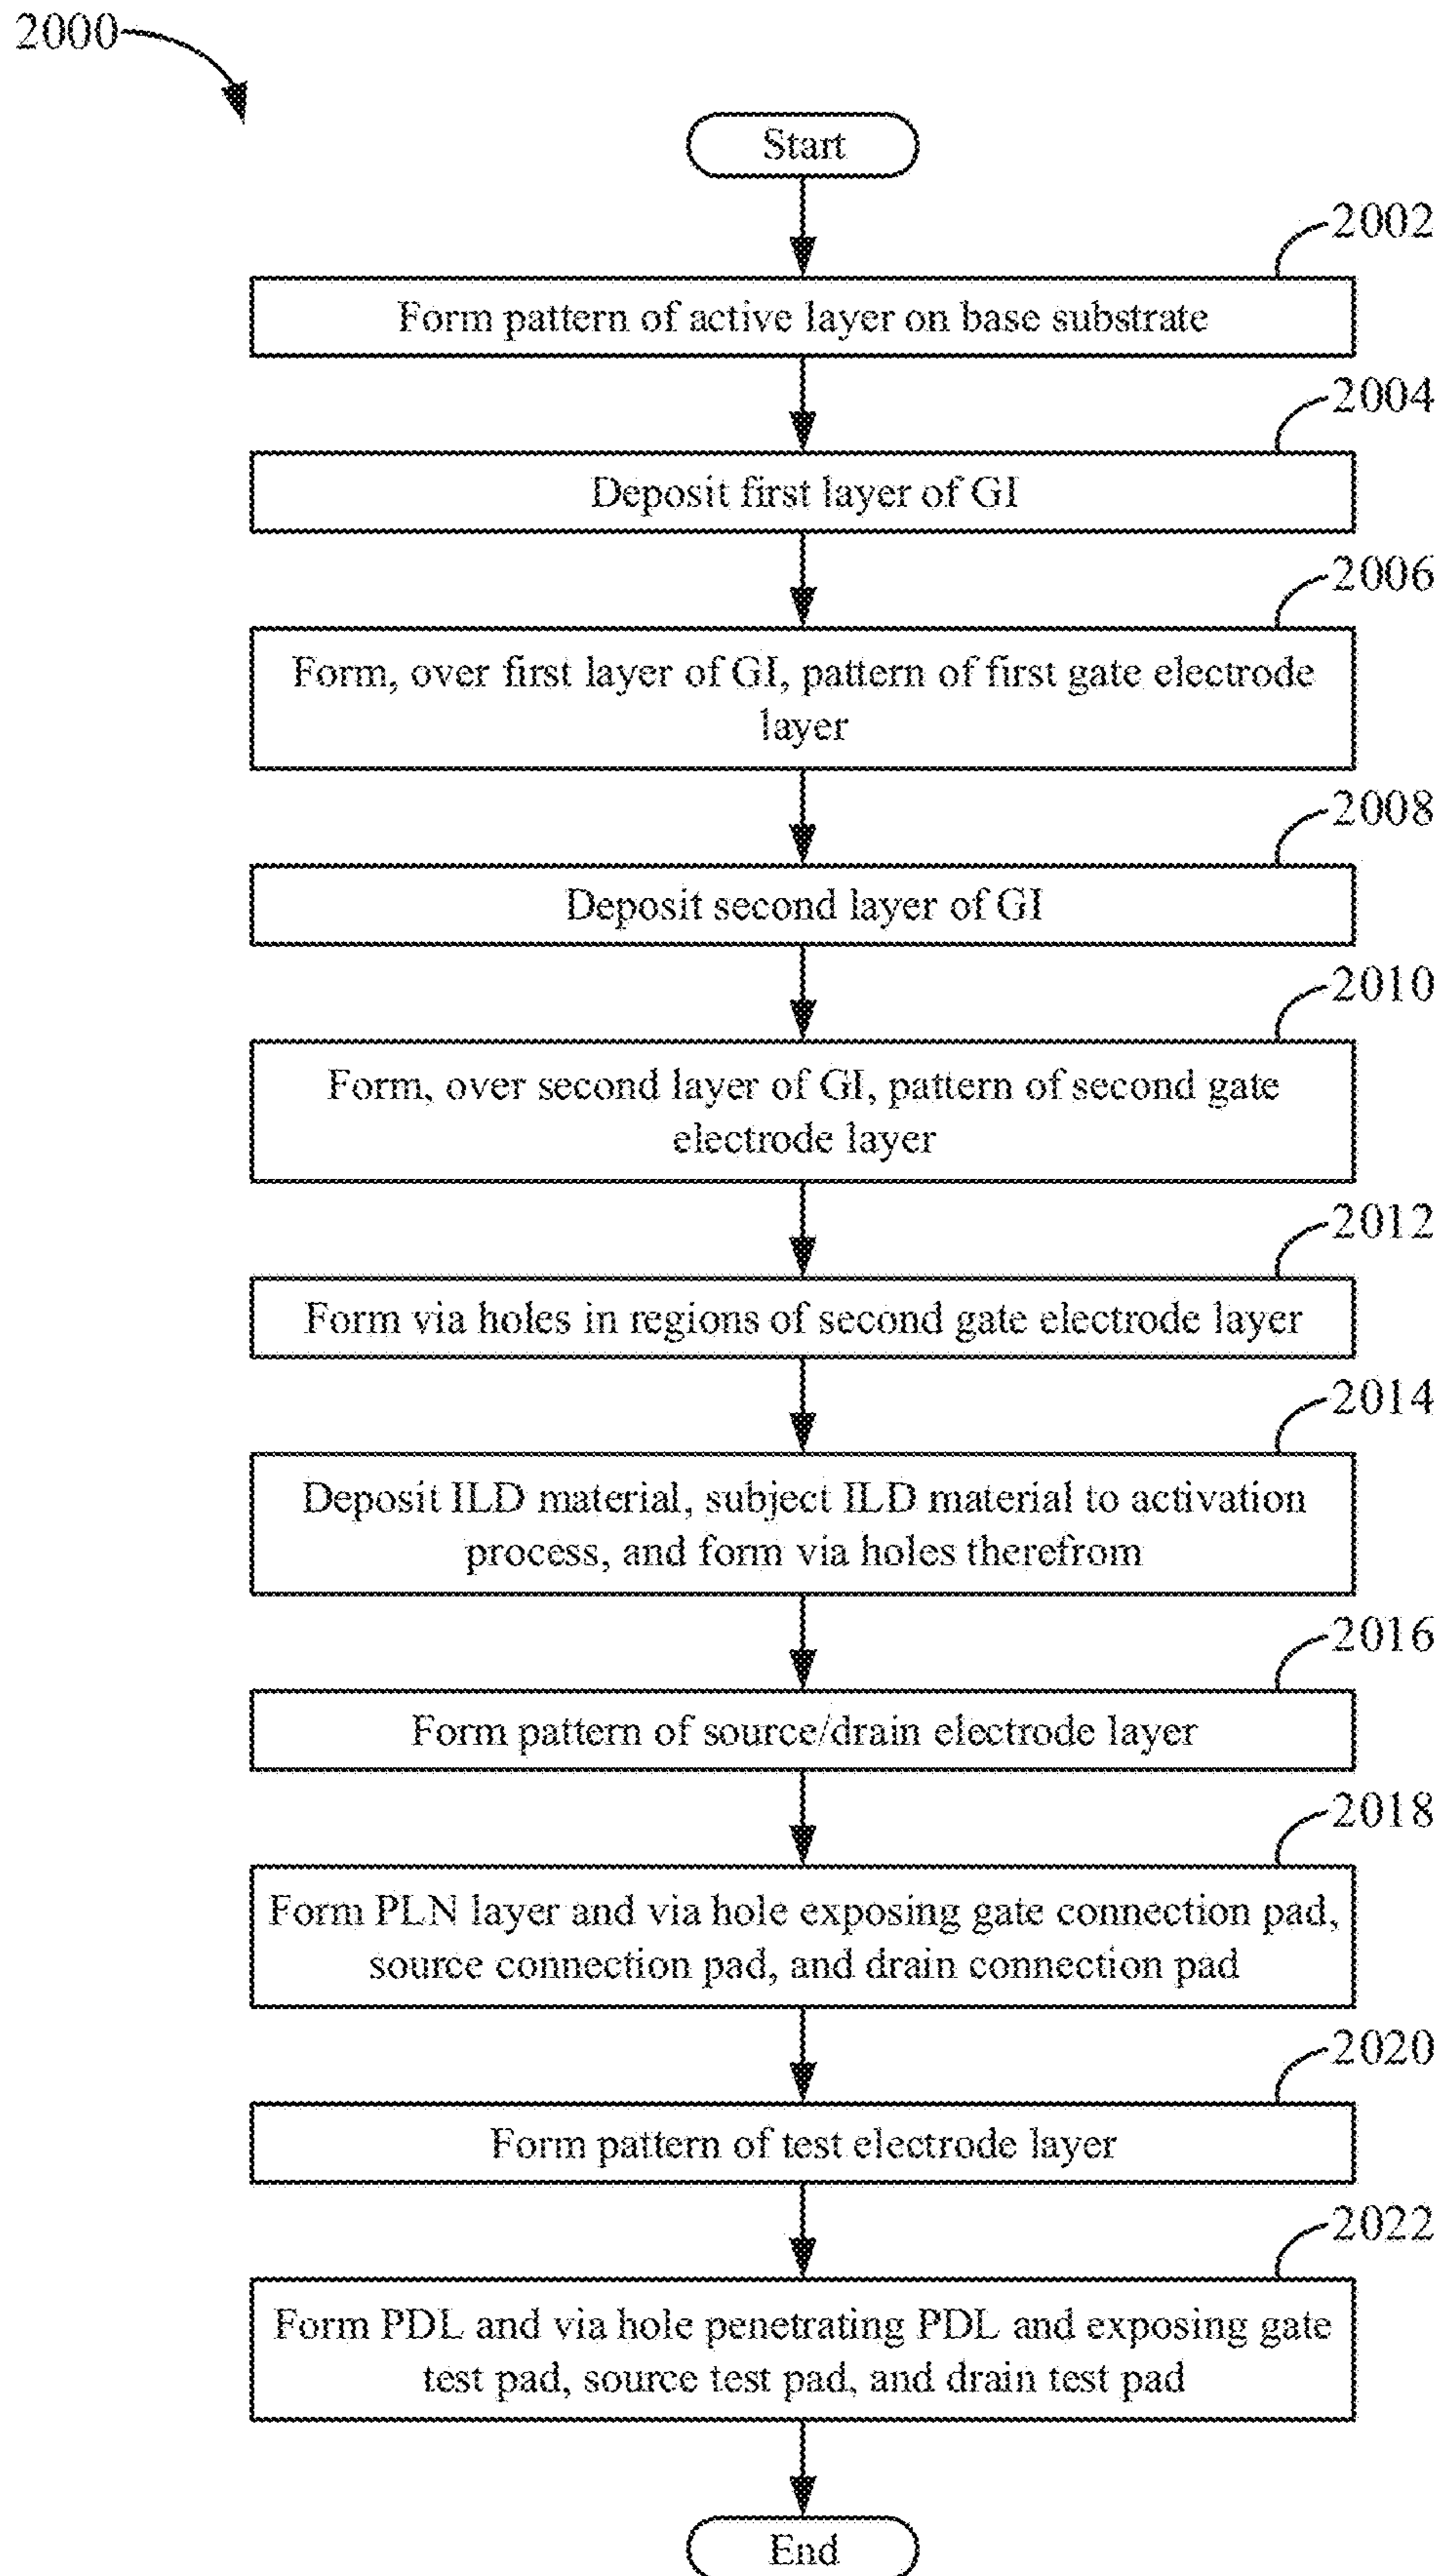 2000
Start
2002
Form pattern of active layer on base substrate
2004
Deposit first layer of GI
2006
Form, over first layer of GI, pattern of first gate electrode
layer
2008
Deposit second layer of GI
2010
Form, over second layer of GI, pattern of second gate
electrode layer
2012
Form via holes in regions of second gate electrode layer
2014
Deposit ILD material, subject ILD material to activation
process, and form via holes therefrom
2016
Form pattern of source/drain electrode layer
2018
Form PLN layer and via hole exposing gate connection pad,
source connection pad, and drain connection pad
2020
Form pattern of test electrode layer
2022
Form PDL and via hole penetrating PDL and exposing gate
test pad, source test pad, and drain test pad
End